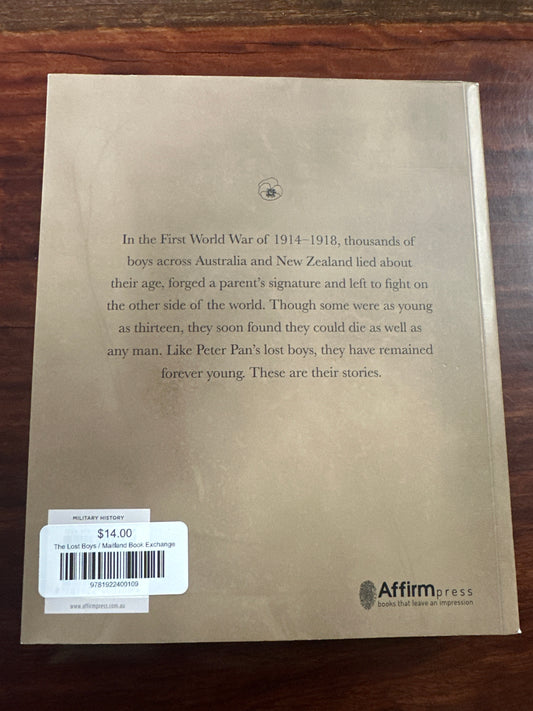 In the First World War of 1914–1918, thousands of
boys across Australia and New Zealand lied about
their age, forged a parent's signature and left to fight on
the other side of the world. Though some were as young
as thirteen, they soon found they could die as well as
any man. Like Peter Pan's lost boys, they have remained
forever young. These are their stories.
MILITARY HISTORY
$14.00
The Lost Boys / Maitland Book Exchange
9781922400109
www.affirmpress.com.au
Affirmpress
books that leave an impression